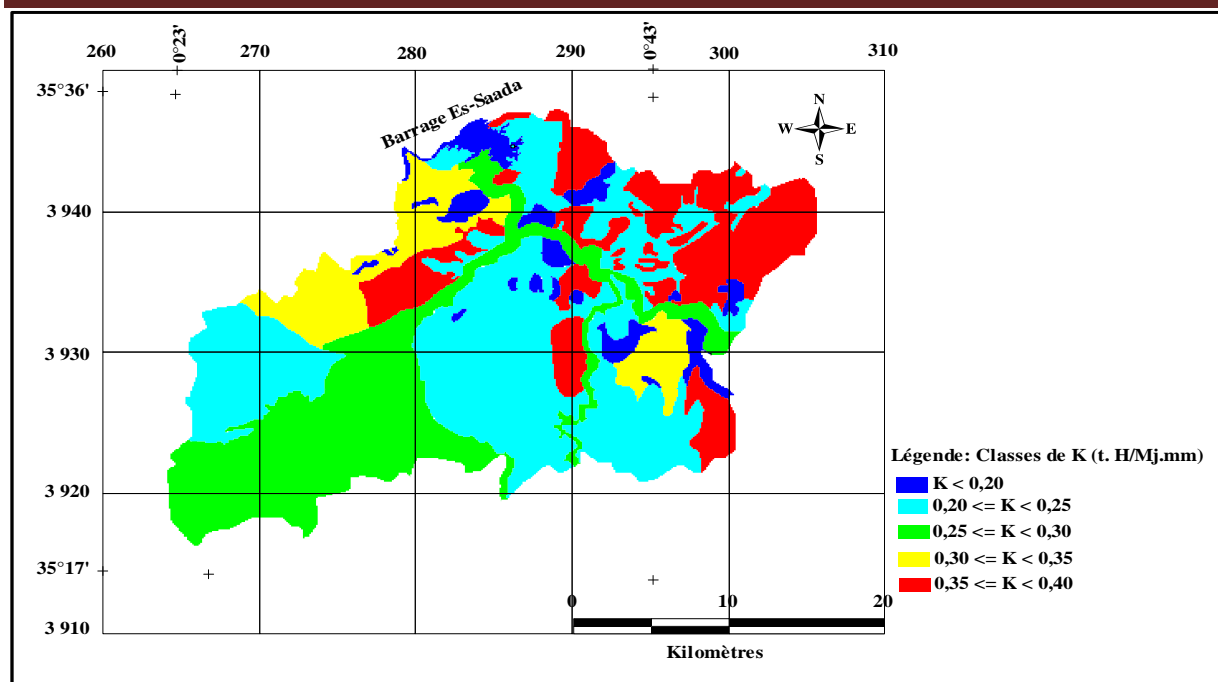 260 0°23' 270 280 290 0°43' 300 310
35°36'
Barrage Es-Saada
N
W E
S
3 940
3 930
Légende: Classes de K (t. H/Mj.mm)
K < 0,20
3 920
0,20 <= K < 0,25
0,25 <= K < 0,30
0,30 <= K < 0,35
35°17'
0,35 <= K < 0,40
0 10 20
3 910
Kilomètres